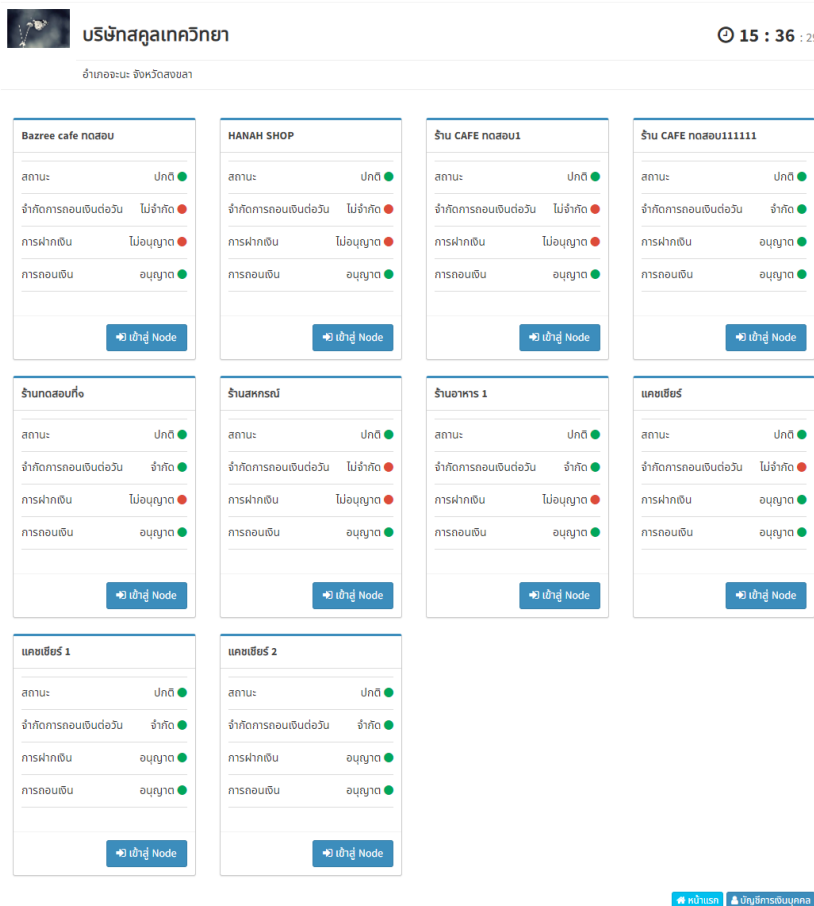 บริษัทสคูลเทควิทยา
15 : 36 : 29
อำเภอจะนะ จังหวัดสงขลา
Bazree cafe ทดสอบ
สถานะ ปกติ
จำกัดการถอนเงินต่อวัน ไม่จำกัด
การฝากเงิน ไม่อนุญาต
การถอนเงิน อนุญาต
เข้าสู่ Node
HANAH SHOP
สถานะ ปกติ
จำกัดการถอนเงินต่อวัน ไม่จำกัด
การฝากเงิน ไม่อนุญาต
การถอนเงิน อนุญาต
เข้าสู่ Node
ร้าน CAFE ทดสอบ1
สถานะ ปกติ
จำกัดการถอนเงินต่อวัน ไม่จำกัด
การฝากเงิน ไม่อนุญาต
การถอนเงิน อนุญาต
เข้าสู่ Node
ร้าน CAFE ทดสอบ111111
สถานะ ปกติ
จำกัดการถอนเงินต่อวัน จำกัด
การฝากเงิน อนุญาต
การถอนเงิน อนุญาต
เข้าสู่ Node
ร้านทดสอบที่๑
สถานะ ปกติ
จำกัดการถอนเงินต่อวัน จำกัด
การฝากเงิน ไม่อนุญาต
การถอนเงิน อนุญาต
เข้าสู่ Node
ร้านสหกรณ์
สถานะ ปกติ
จำกัดการถอนเงินต่อวัน ไม่จำกัด
การฝากเงิน ไม่อนุญาต
การถอนเงิน อนุญาต
เข้าสู่ Node
ร้านอาหาร 1
สถานะ ปกติ
จำกัดการถอนเงินต่อวัน จำกัด
การฝากเงิน ไม่อนุญาต
การถอนเงิน อนุญาต
เข้าสู่ Node
แคชเชียร์
สถานะ ปกติ
จำกัดการถอนเงินต่อวัน ไม่จำกัด
การฝากเงิน อนุญาต
การถอนเงิน อนุญาต
เข้าสู่ Node
แคชเชียร์ 1
สถานะ ปกติ
จำกัดการถอนเงินต่อวัน จำกัด
การฝากเงิน อนุญาต
การถอนเงิน อนุญาต
เข้าสู่ Node
แคชเชียร์ 2
สถานะ ปกติ
จำกัดการถอนเงินต่อวัน จำกัด
การฝากเงิน อนุญาต
การถอนเงิน อนุญาต
เข้าสู่ Node
หน้าแรก บัญชีการเงินบุคคล